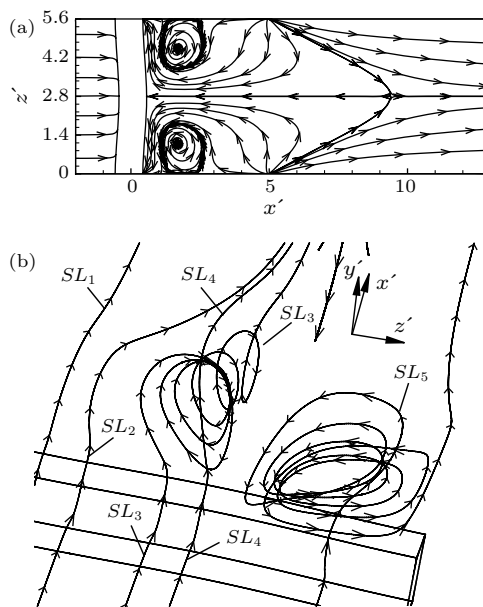 (a)
5.6
4.2
2.8
1.4
0
z′
0
5
10
x′
(b)
SL₁
SL₄
SL₃
y′
x′
z′
SL₅
SL₂
SL₃
SL₄